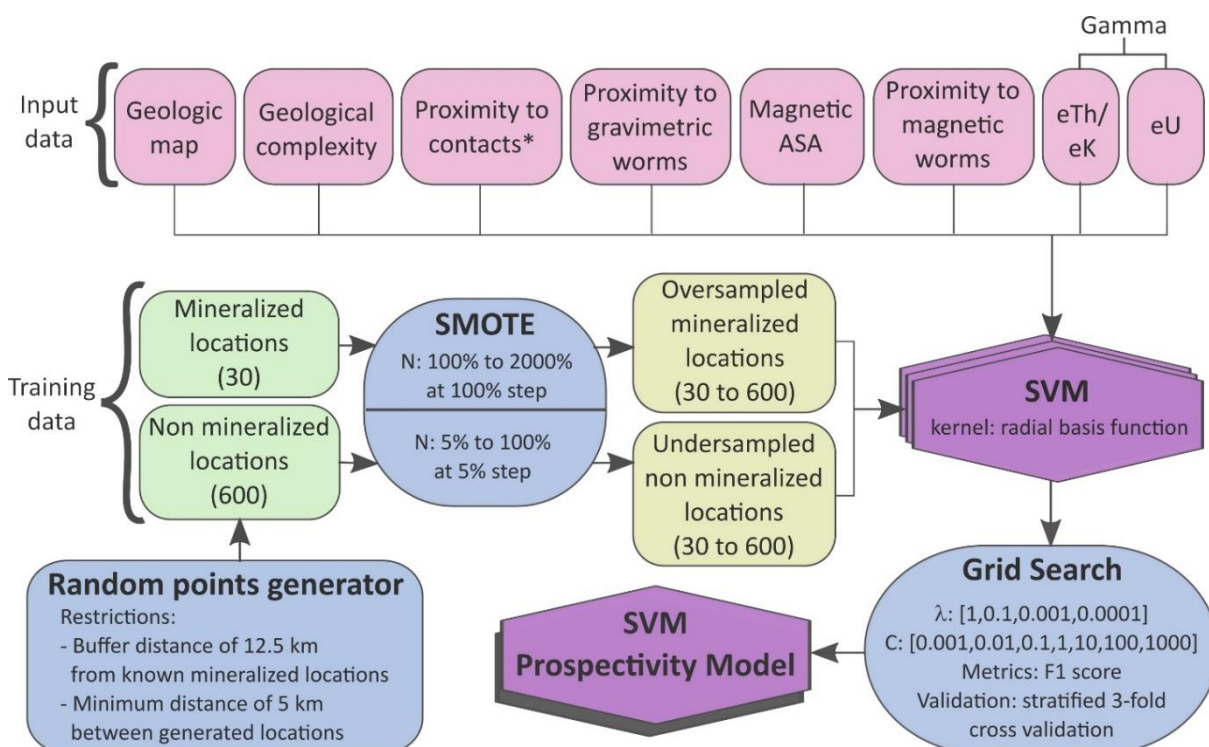 Gamma
Input
data
Geologic
map
Geological
complexity
Proximity to
contacts*
Proximity to
gravimetric
worms
Magnetic
ASA
Proximity to
magnetic
worms
eTh/
eK
eU
Training
data
Mineralized
locations
(30)
Non mineralized
locations
(600)
SMOTE
N: 100% to 2000%
at 100% step
N: 5% to 100%
at 5% step
Oversampled
mineralized
locations
(30 to 600)
Undersampled
non mineralized
locations
(30 to 600)
SVM
kernel: radial basis function
Random points generator
Restrictions:
- Buffer distance of 12.5 km
from known mineralized locations
- Minimum distance of 5 km
between generated locations
SVM
Prospectivity Model
Grid Search
λ: [1,0.1,0.001,0.0001]
C: [0.001,0.01,0.1,1,10,100,1000]
Metrics: F1 score
Validation: stratified 3-fold
cross validation